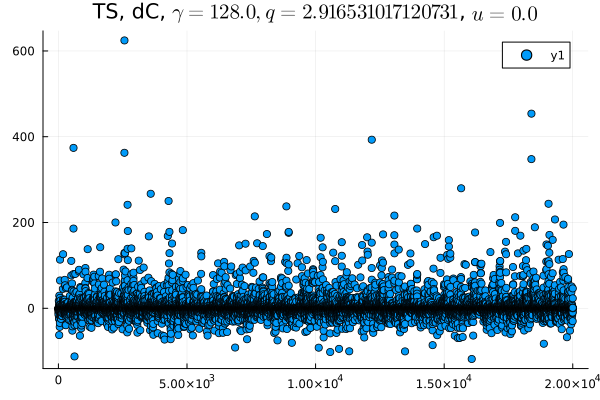 TS, dC, γ = 128.0, q = 2.916531017120731, u = 0.0
y1
600
400
200
0
0 5.00×10³ 1.00×10⁴ 1.50×10⁴ 2.00×10⁴